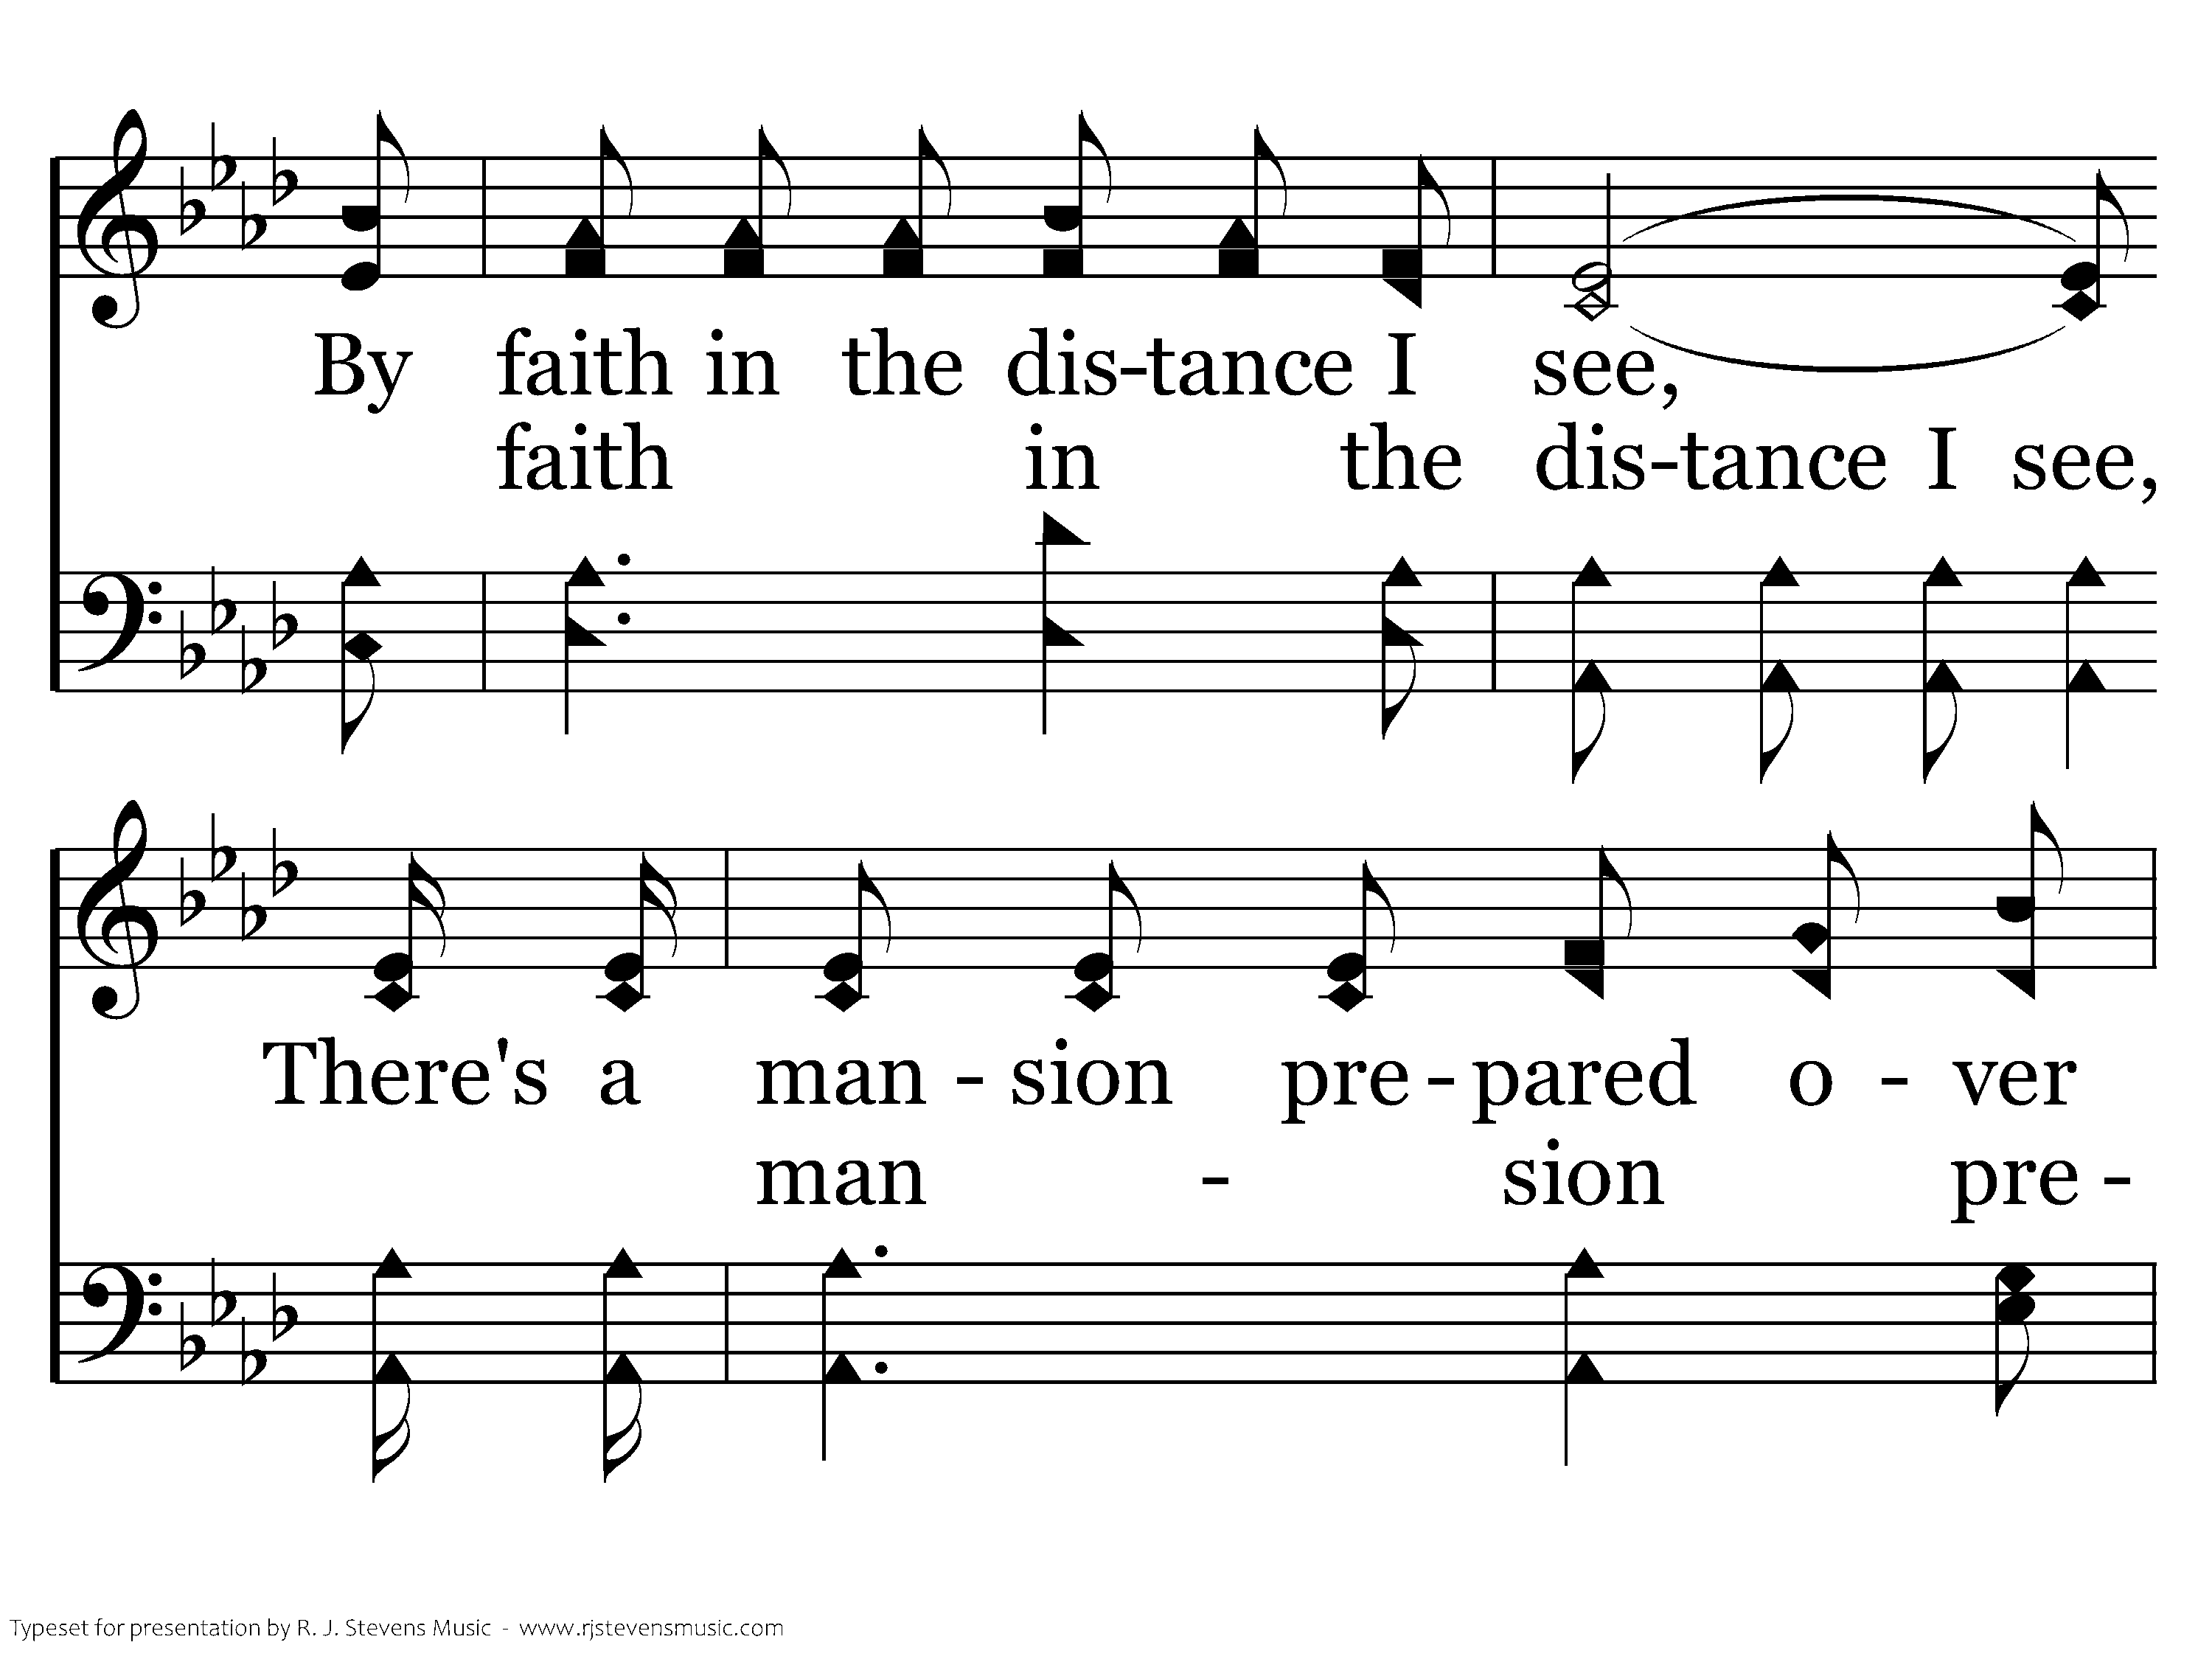 By faith in the dis-tance I see,
faith in the dis-tance I see,
There's a man - sion pre - pared o - ver
man - sion pre -
Typeset for presentation by R. J. Stevens Music - www.rjstevensmusic.com